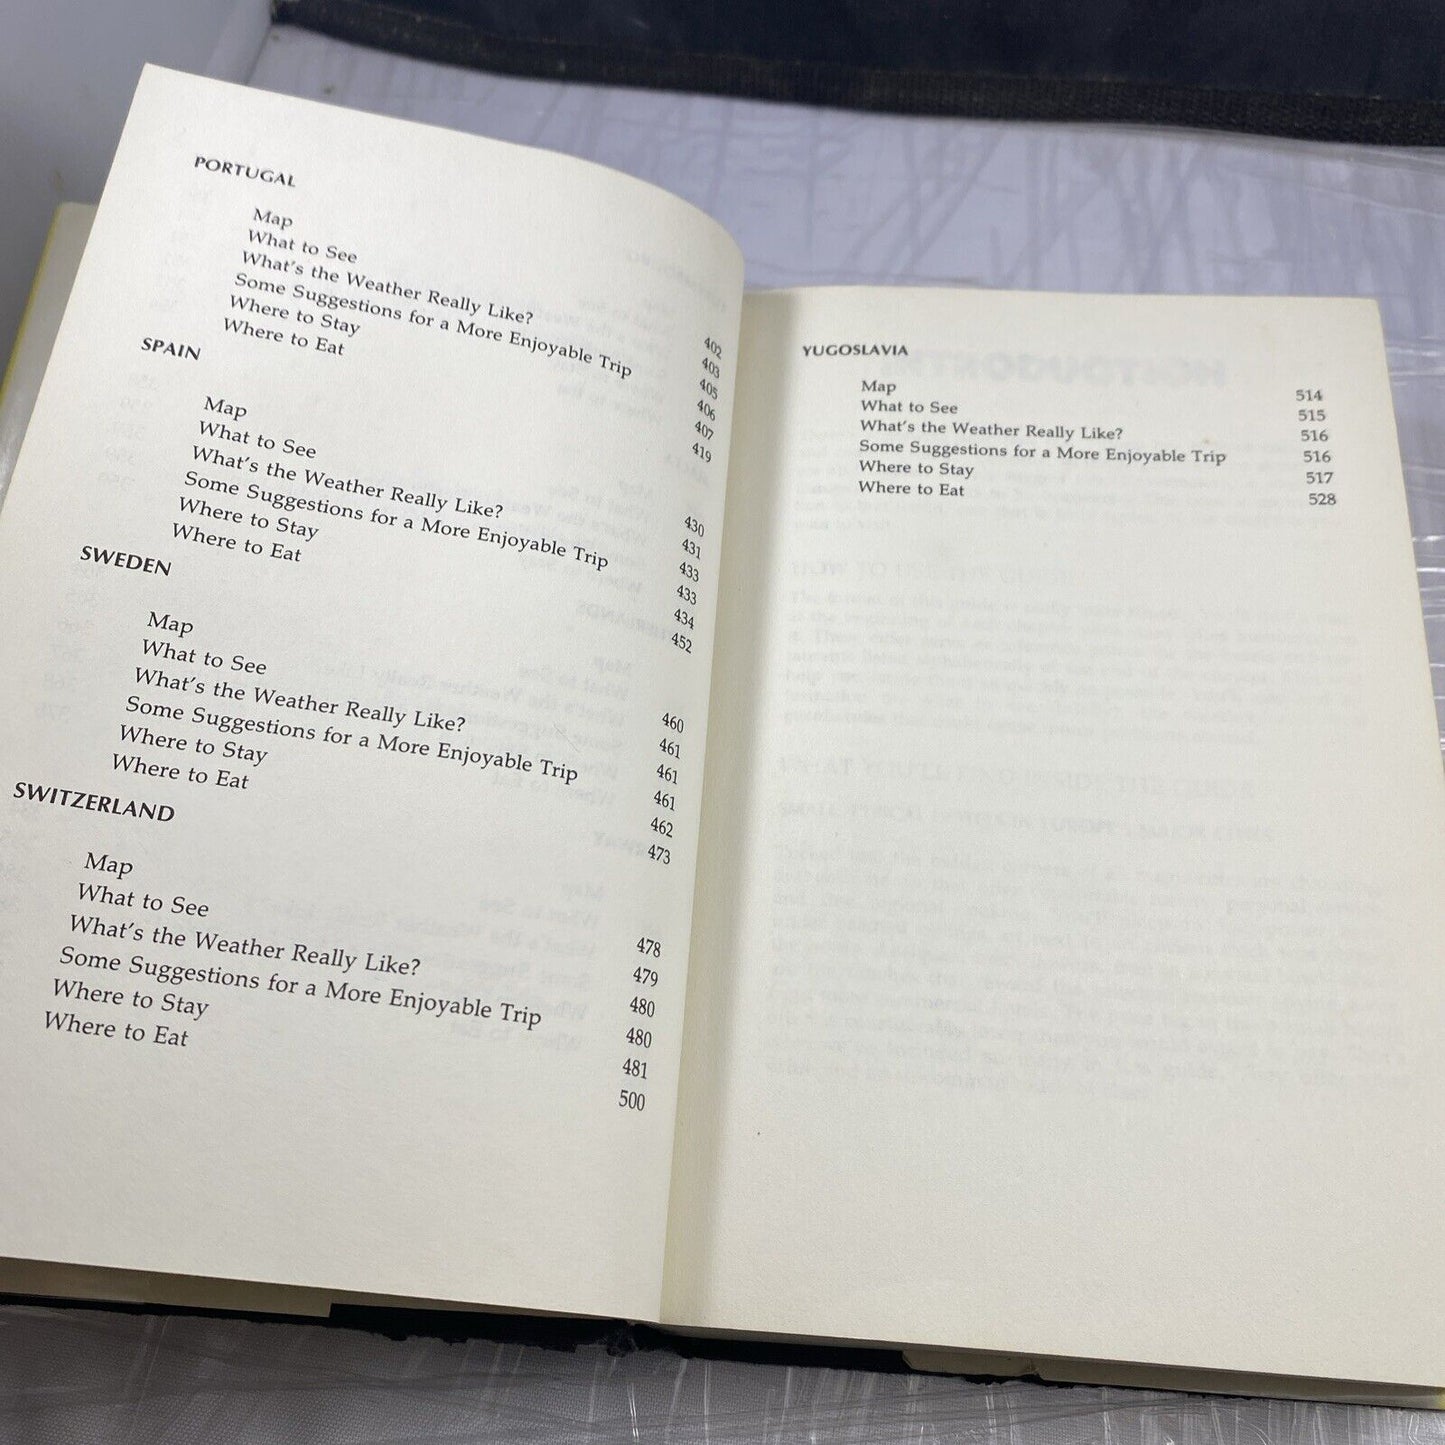 PORTUGAL
Map 402
What to See 403
What's the Weather Really Like? 405
Some Suggestions for a More Enjoyable Trip 406
Where to Stay 407
Where to Eat 419
SPAIN
Map 430
What to See 431
What's the Weather Really Like? 433
Some Suggestions for a More Enjoyable Trip 433
Where to Stay 434
Where to Eat 452
SWEDEN
Map 460
What to See 461
What's the Weather Really Like? 461
Some Suggestions for a More Enjoyable Trip 461
Where to Stay 462
Where to Eat 473
SWITZERLAND
Map 478
What to See 479
What's the Weather Really Like? 480
Some Suggestions for a More Enjoyable Trip 480
Where to Stay 481
Where to Eat 500
YUGOSLAVIA
Map 514
What to See 515
What's the Weather Really Like? 516
Some Suggestions for a More Enjoyable Trip 516
Where to Stay 517
Where to Eat 528